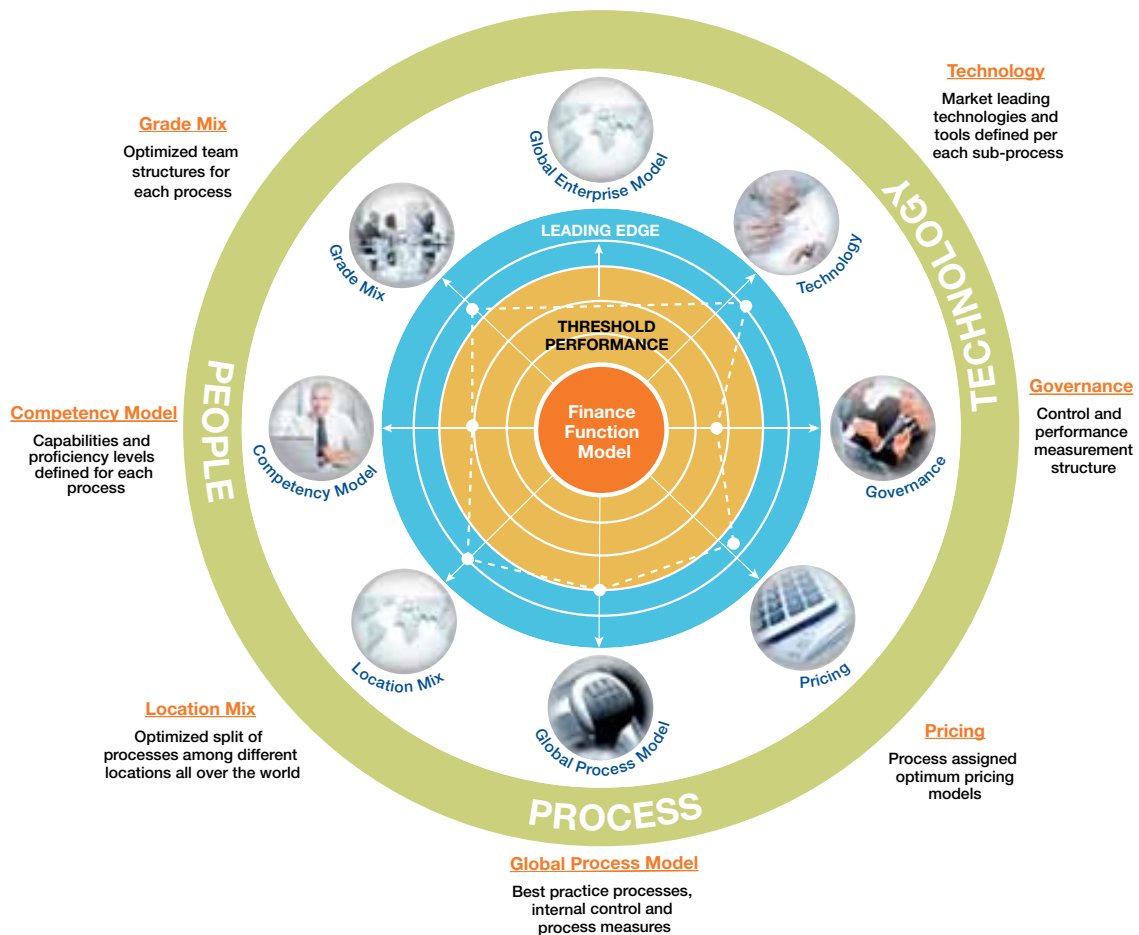 Technology
Market leading
technologies and
tools defined per
each sub-process
Grade Mix
Optimized team
structures for
each process
Global Enterprise Model
Technology
Grade Mix
LEADING EDGE
TECHNOLOGY
THRESHOLD
PERFORMANCE
PEOPLE
Finance
Function
Model
Governance
Control and
performance
measurement
structure
Competency Model
Capabilities and
proficiency levels
defined for each
process
Competency Model
Governance
Location Mix
Pricing
Global Process Model
Location Mix
Optimized split of
processes among different
locations all over the world
Pricing
Process assigned
optimum pricing
models
PROCESS
Global Process Model
Best practice processes,
internal control and
process measures